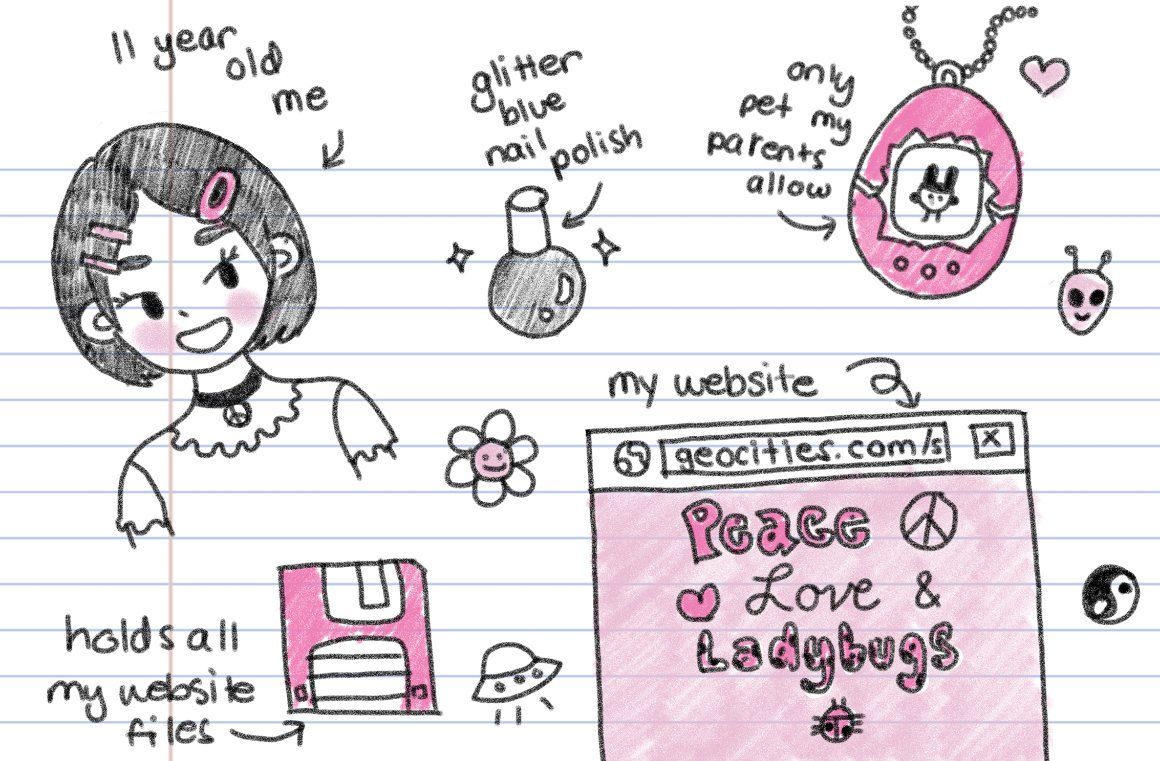 11 year
old
me
glitter
blue
nail polish
only
pet my
parents
allow
my website
geocities.com/s
x
Peace
Love &
Ladybugs
holds all
my website
files